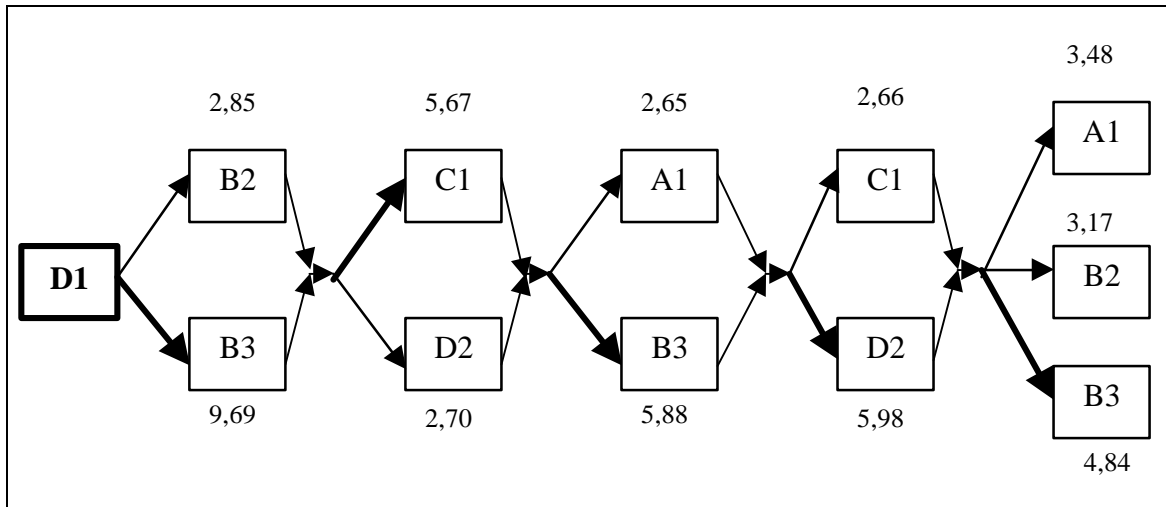 3,48
2,85 5,67 2,65 2,66
A1
B2 C1 A1 C1
3,17
D1 B2
B3 D2 B3 D2
B3
9,69 2,70 5,88 5,98
4,84